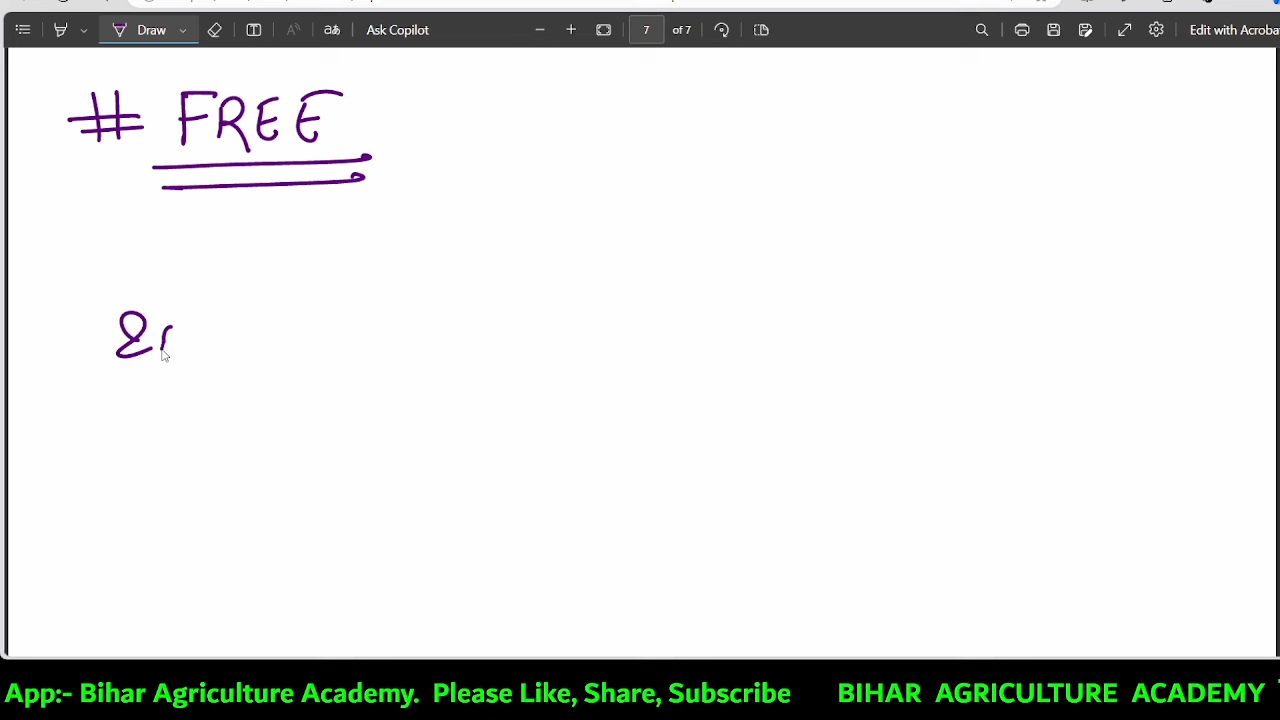 Draw Ask Copilot 7 of 7 Edit with Acroba
# FREE
App:- Bihar Agriculture Academy. Please Like, Share, Subscribe BIHAR AGRICULTURE ACADEMY